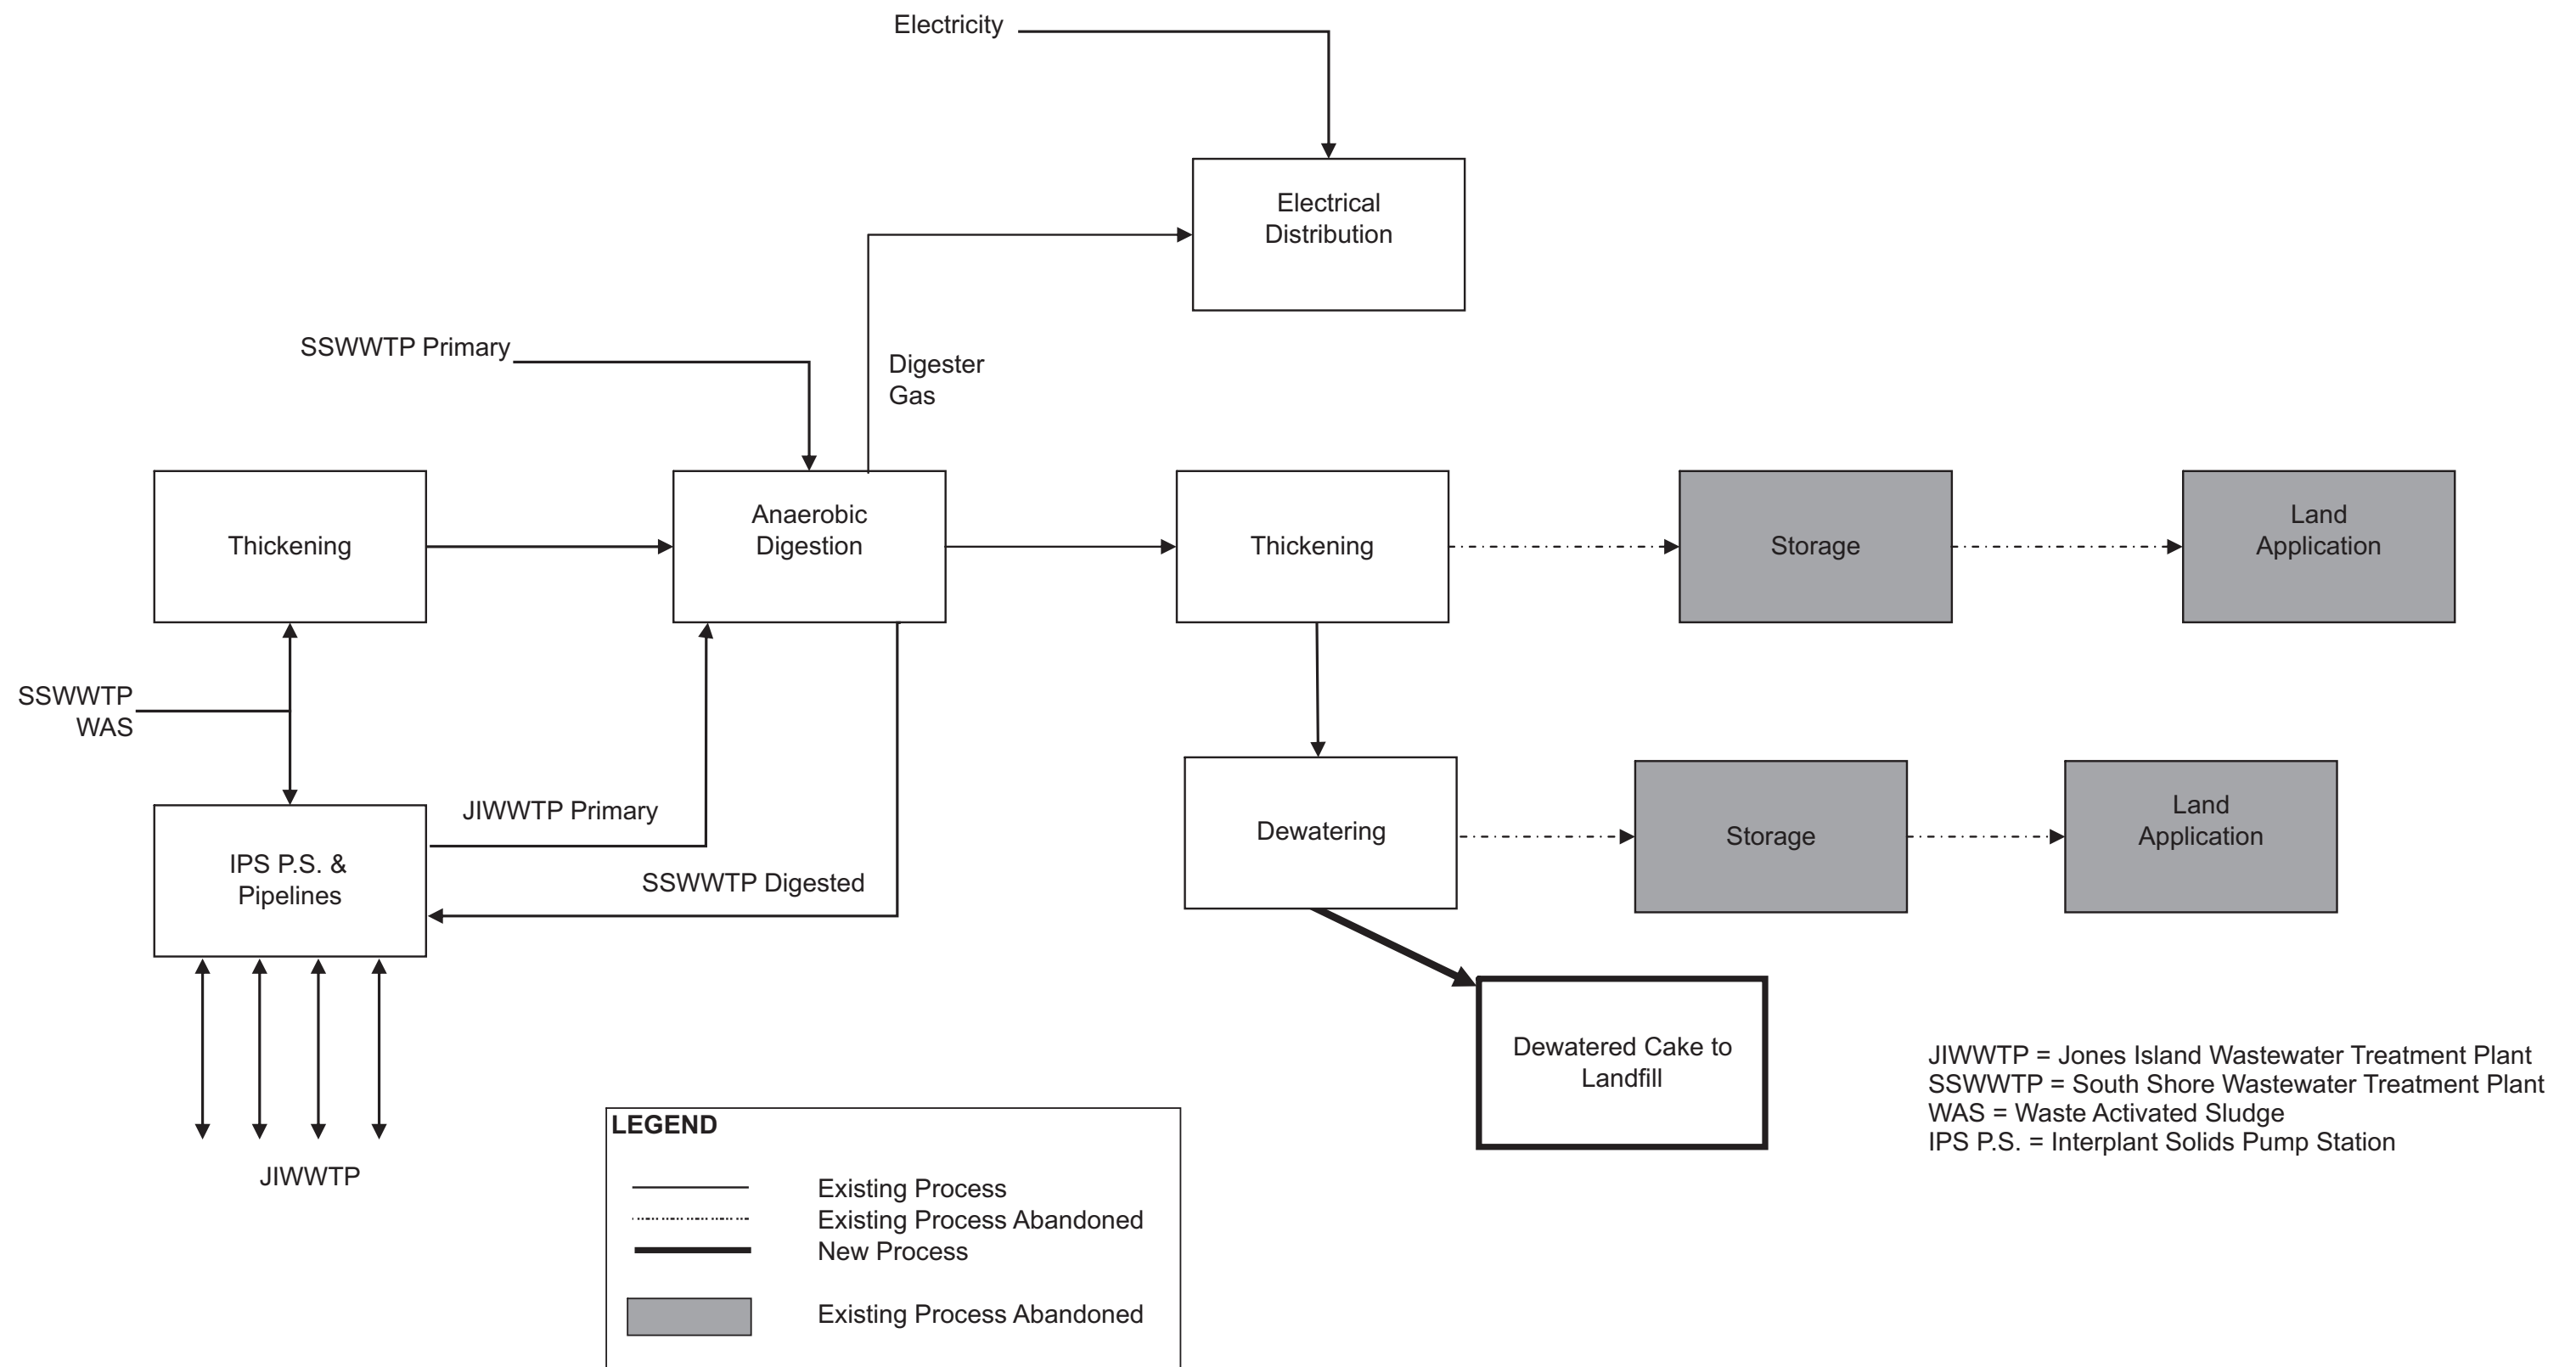 Electricity
Electrical
Distribution
SSWWTP Primary
Digester
Gas
Thickening
Anaerobic
Digestion
Thickening
Storage
Land
Application
SSWWTP
WAS
IPS P.S. &
Pipelines
JIWWTP Primary
SSWWTP Digested
Dewatering
Storage
Land
Application
Dewatered Cake to
Landfill
JIWWTP
JIWWTP = Jones Island Wastewater Treatment Plant
SSWWTP = South Shore Wastewater Treatment Plant
WAS = Waste Activated Sludge
IPS P.S. = Interplant Solids Pump Station
LEGEND
Existing Process
Existing Process Abandoned
New Process
Existing Process Abandoned